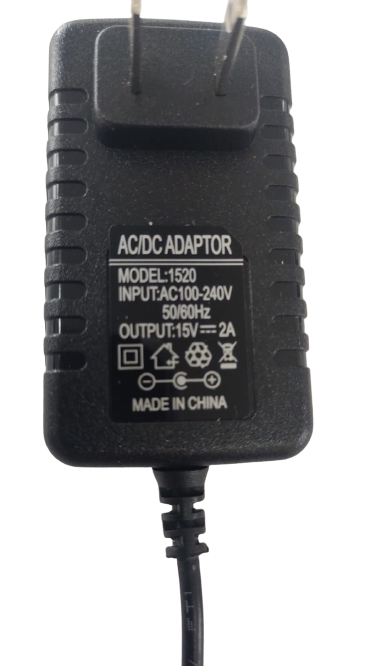 AC/DC ADAPTOR
MODEL:1520
INPUT:AC100-240V
50/60Hz
OUTPUT:15V⎓2A
MADE IN CHINA